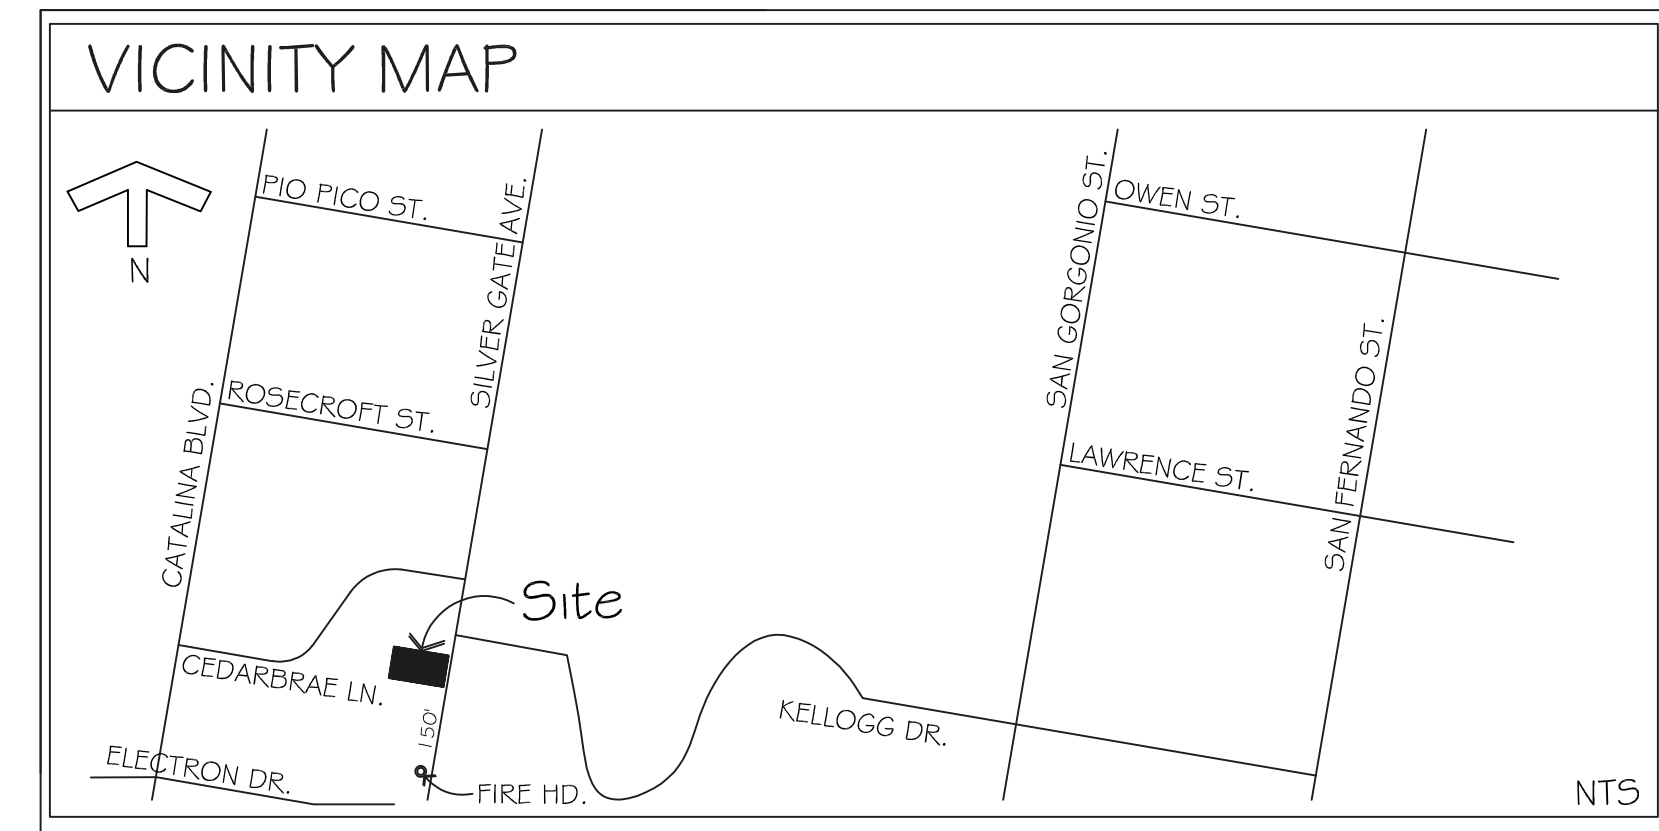 VICINITY MAP
N
PIO PICO ST.
SILVER GATE AVE.
ROSECROFT ST.
CATALINA BLVD.
Site
CEDARBRAE LN.
150'
ELECTRON DR.
FIRE HD.
KELLOGG DR.
SAN GORGONIO ST.
OWEN ST.
LAWRENCE ST.
SAN FERNANDO ST.
NTS